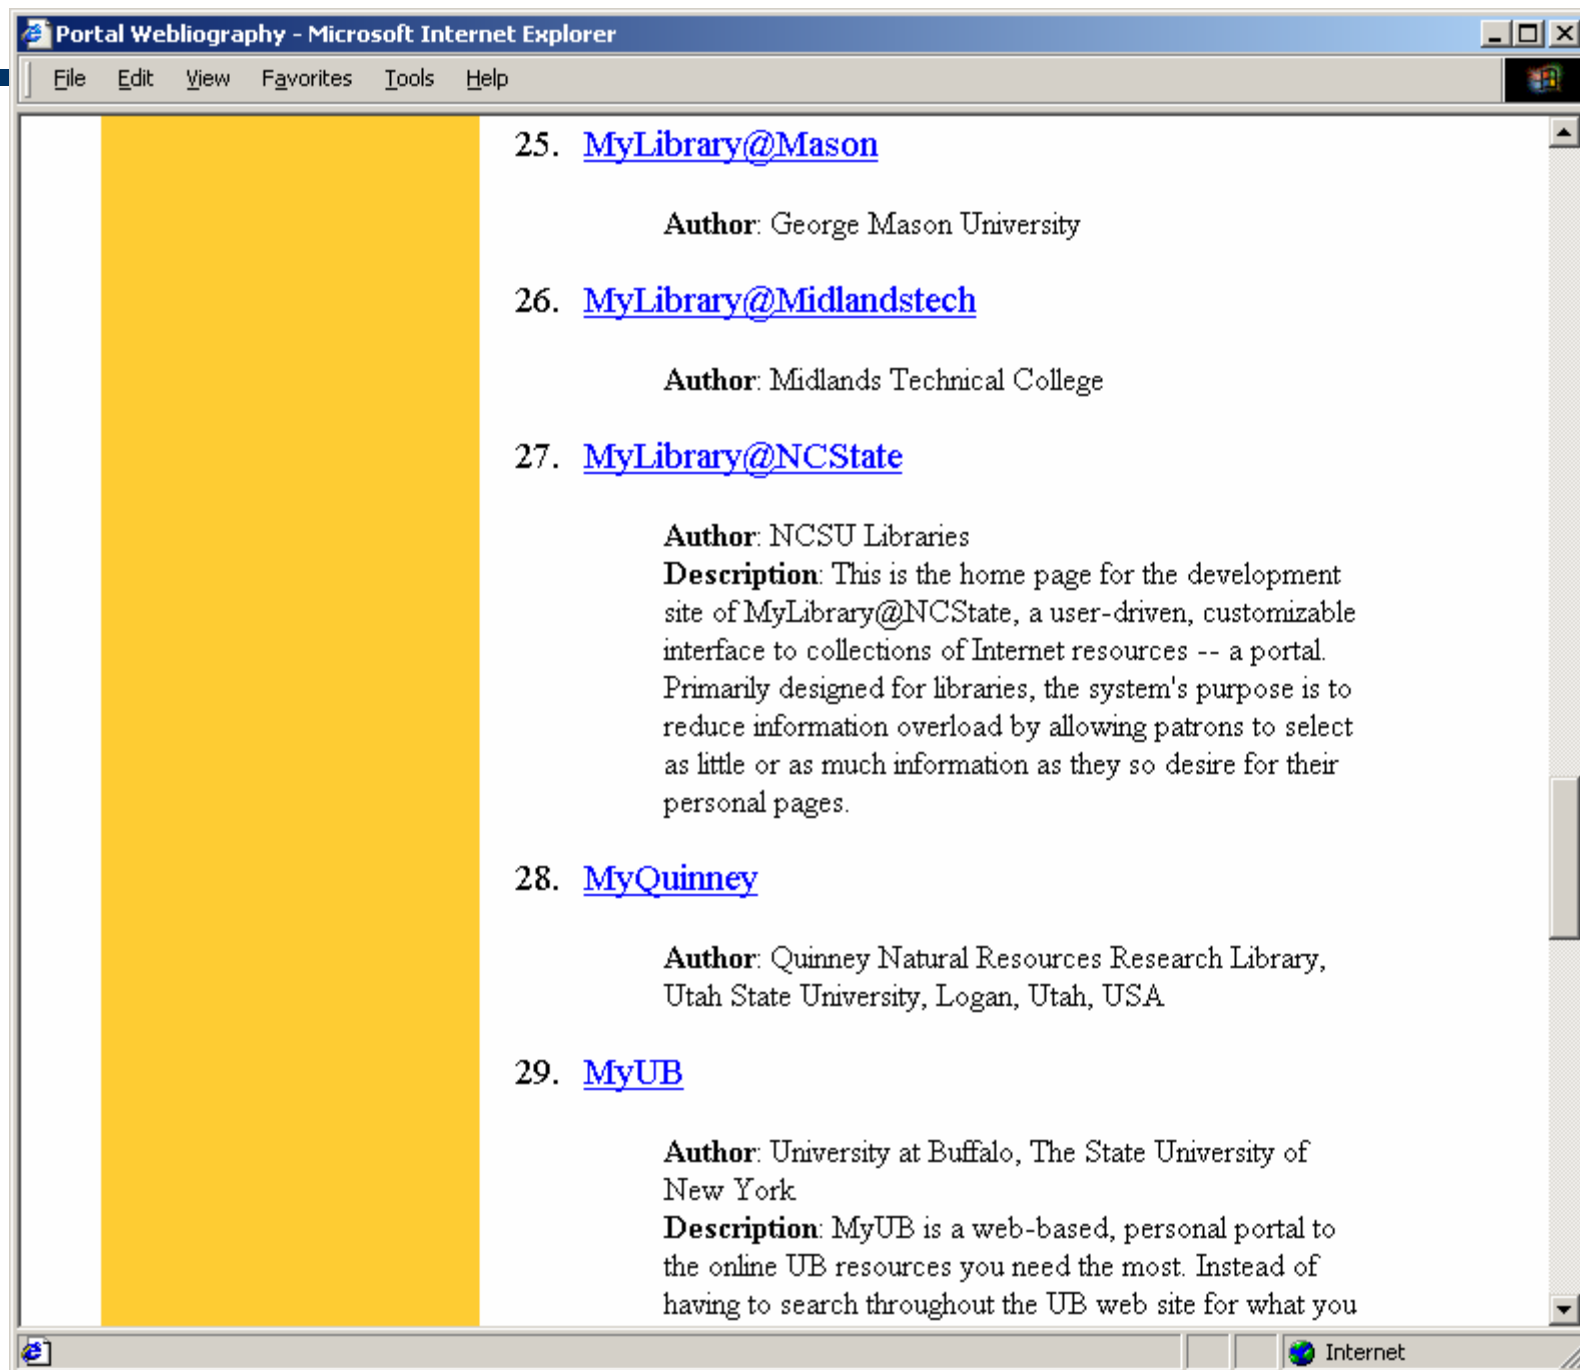 Portal Webliography - Microsoft Internet Explorer
File Edit View Favorites Tools Help
25. MyLibrary@Mason
Author: George Mason University
26. MyLibrary@Midlandstech
Author: Midlands Technical College
27. MyLibrary@NCState
Author: NCSU Libraries
Description: This is the home page for the development
site of MyLibrary@NCState, a user-driven, customizable
interface to collections of Internet resources -- a portal.
Primarily designed for libraries, the system's purpose is to
reduce information overload by allowing patrons to select
as little or as much information as they so desire for their
personal pages.
28. MyQuinney
Author: Quinney Natural Resources Research Library,
Utah State University, Logan, Utah, USA
29. MyUB
Author: University at Buffalo, The State University of
New York
Description: MyUB is a web-based, personal portal to
the online UB resources you need the most. Instead of
having to search throughout the UB web site for what you
Internet